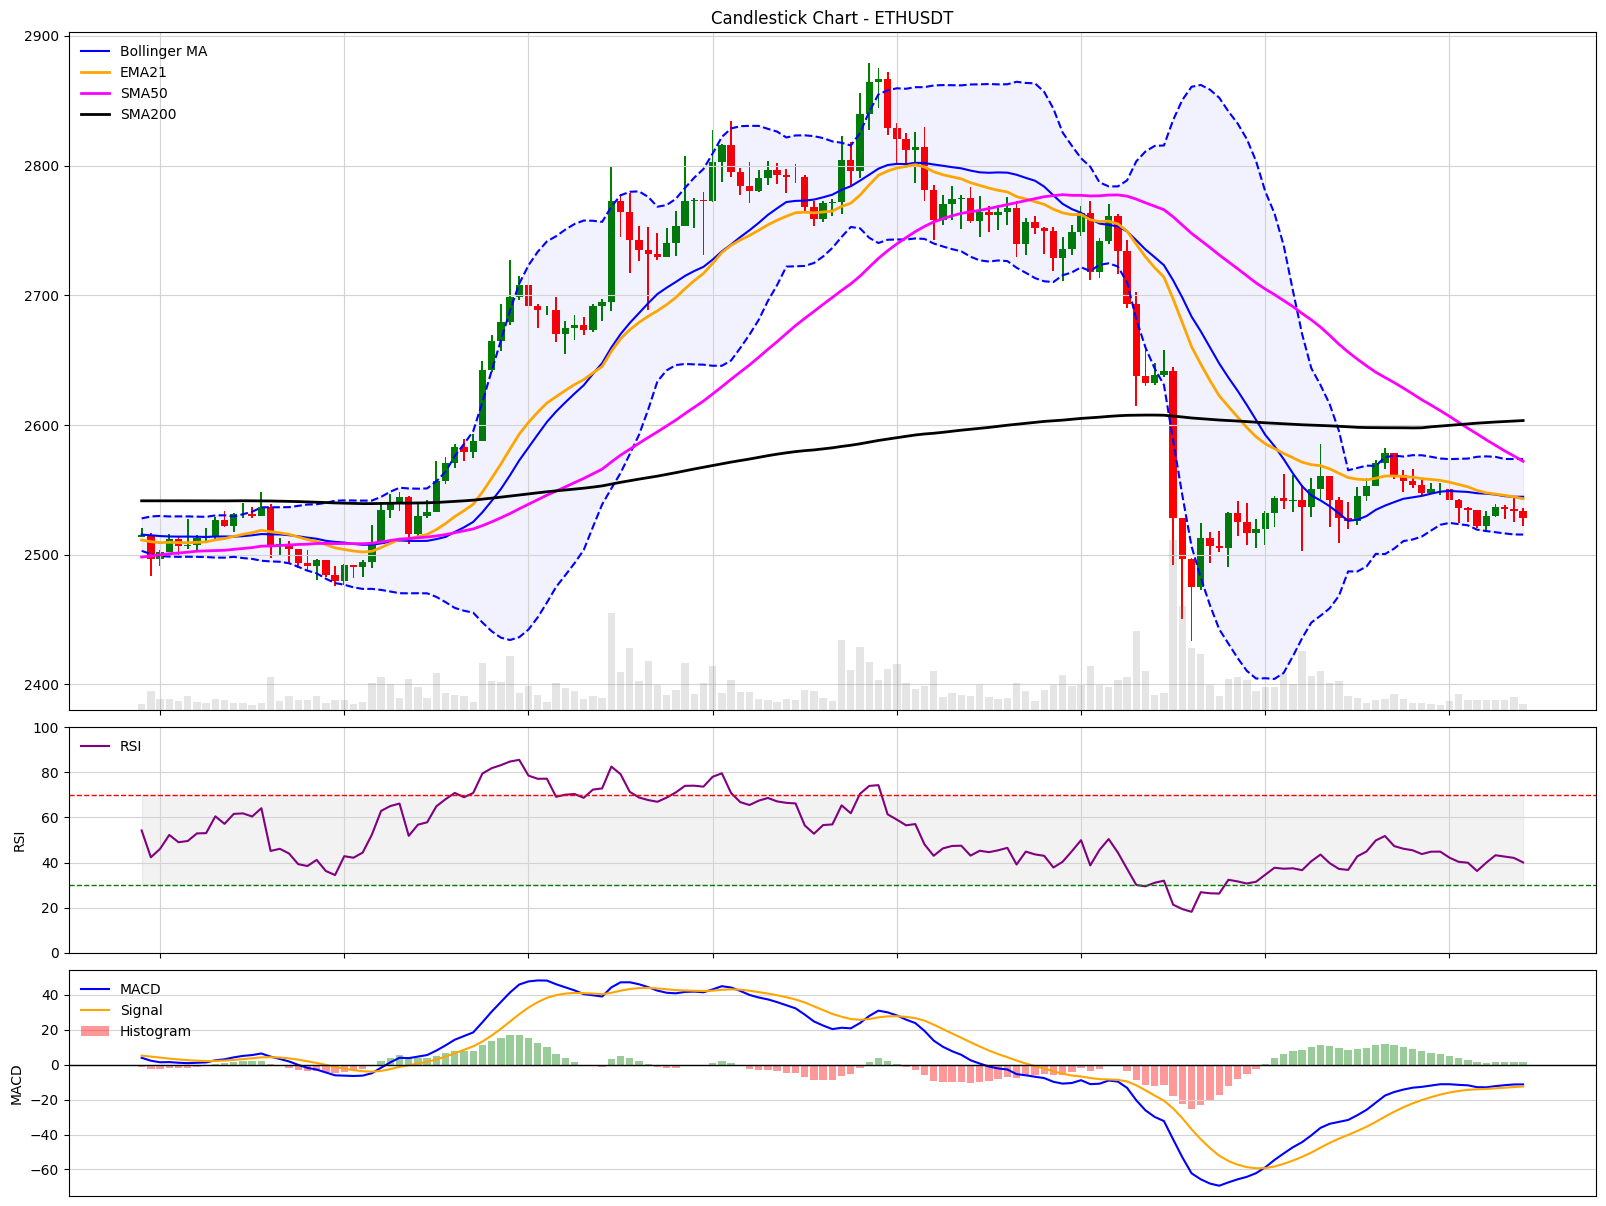 Candlestick Chart - ETHUSDT
Bollinger MA
EMA21
SMA50
SMA200
2900
2800
2700
2600
2500
2400
RSI
RSI
100
80
60
40
20
0
MACD
Signal
Histogram
MACD
40
20
0
−20
−40
−60